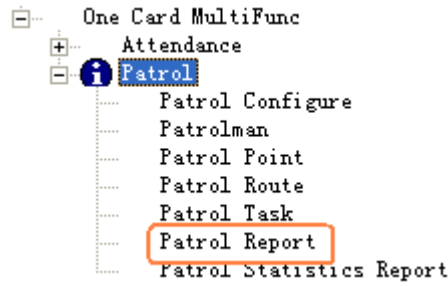 One Card MultiFunc
Attendance
Patrol
Patrol Configure
Patrolman
Patrol Point
Patrol Route
Patrol Task
Patrol Report
Patrol Statistics Report